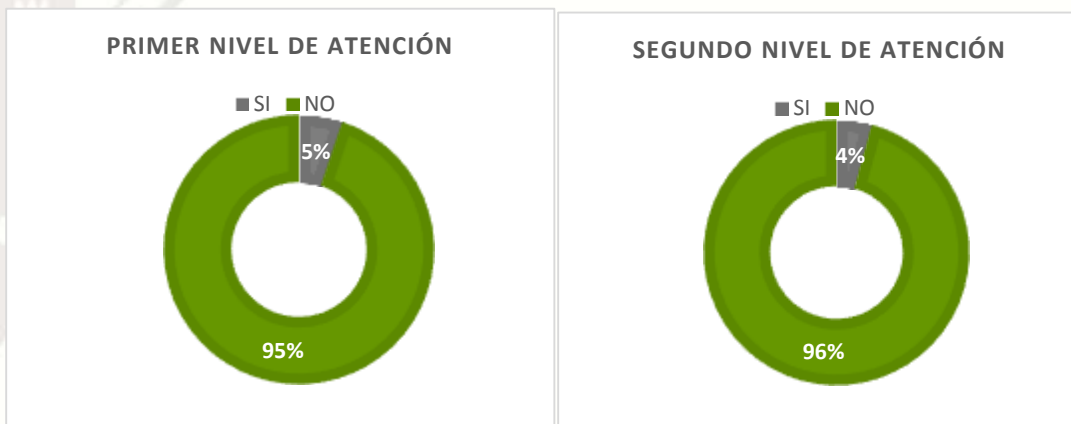 PRIMER NIVEL DE ATENCIÓN
SI NO
5%
95%
SEGUNDO NIVEL DE ATENCIÓN
SI NO
4%
96%